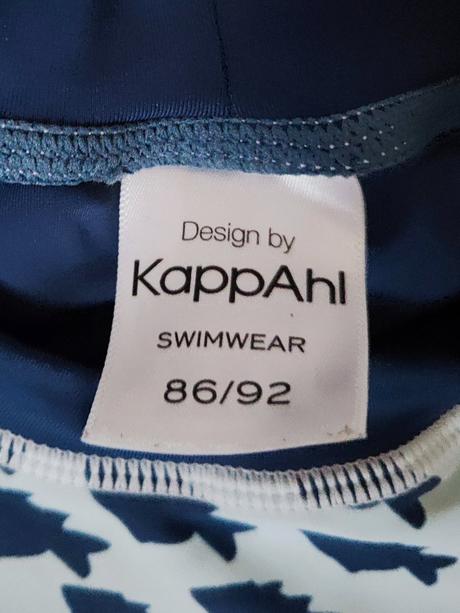 Design by
KappAhl
SWIMWEAR
86/92